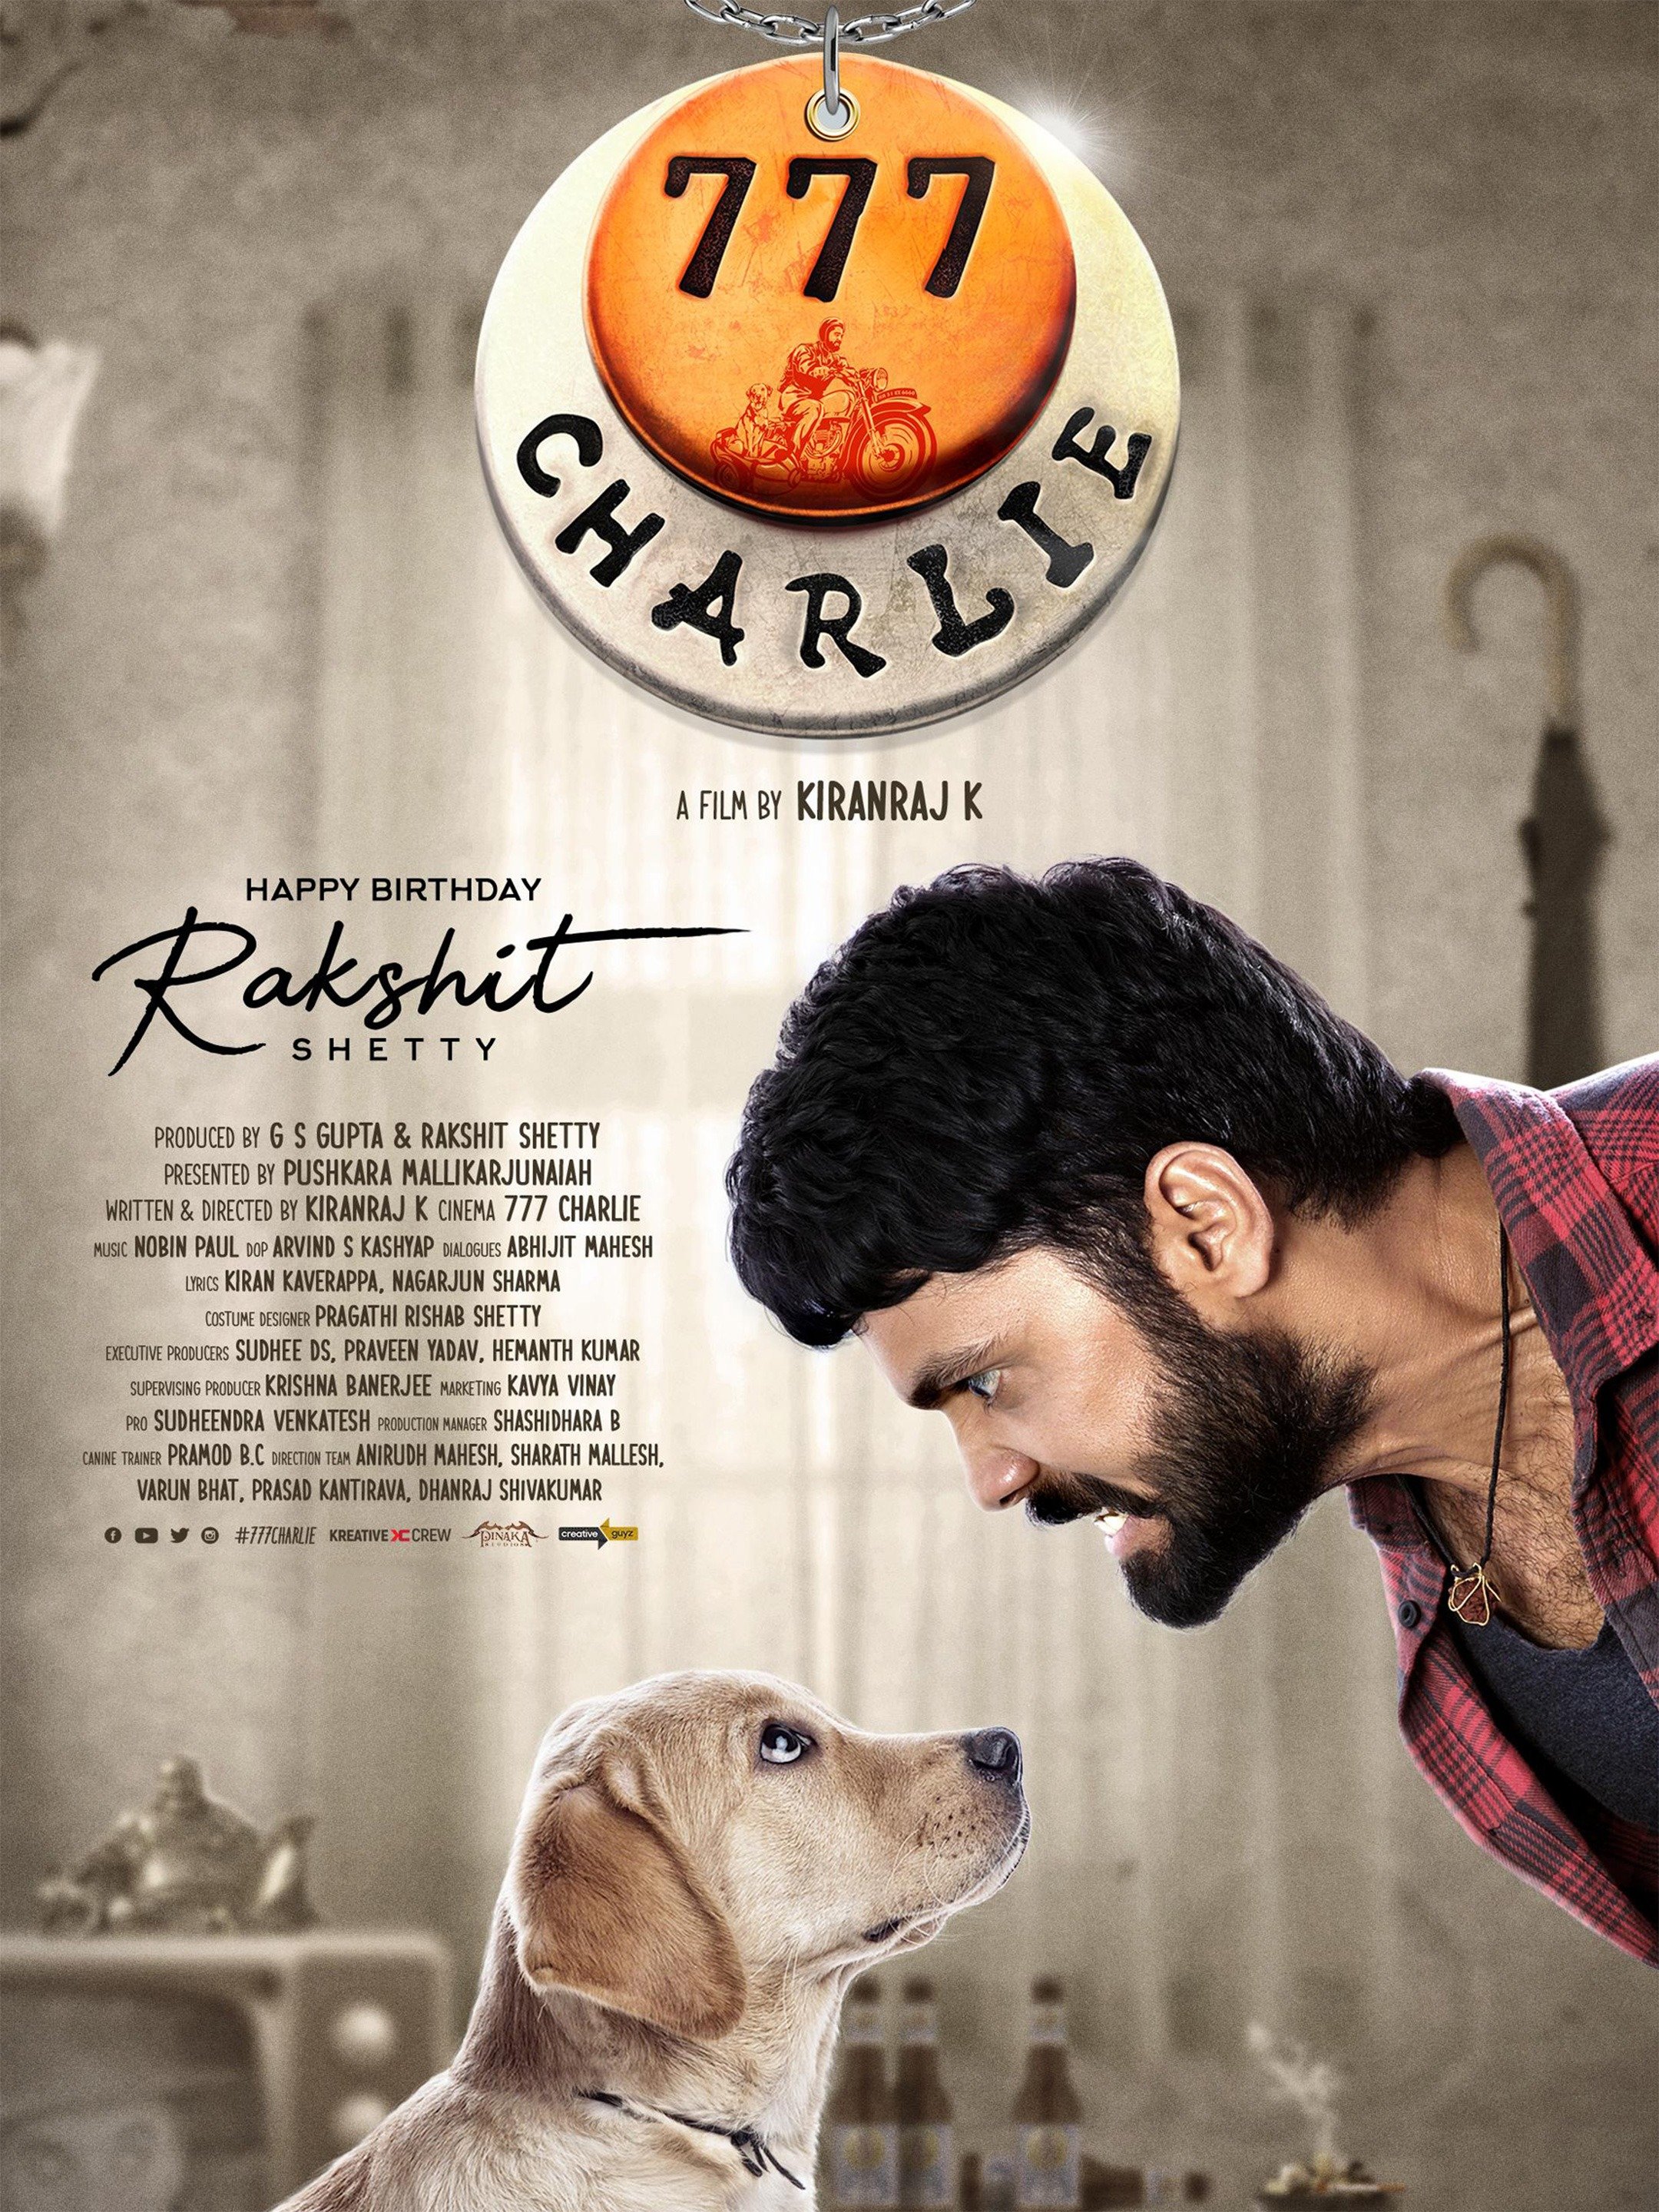 777
CHARLIE
A FILM BY KIRANRAJ K
HAPPY BIRTHDAY
Rakshit
SHETTY
PRODUCED BY G S GUPTA & RAKSHIT SHETTY
PRESENTED BY PUSHKARA MALLIKARJUNAIAH
WRITTEN & DIRECTED BY KIRANRAJ K CINEMA 777 CHARLIE
MUSIC NOBIN PAUL DOP ARVIND S KASHYAP DIALOGUES ABHIJIT MAHESH
LYRICS KIRAN KAVERAPPA, NAGARJUN SHARMA
COSTUME DESIGNER PRAGATHI RISHAB SHETTY
EXECUTIVE PRODUCERS SUDHEE DS, PRAVEEN YADAV, HEMANTH KUMAR
SUPERVISING PRODUCER KRISHNA BANERJEE MARKETING KAVYA VINAY
PRO SUDHEENDRA VENKATESH PRODUCTION MANAGER SHASHIDHARA B
CANINE TRAINER PRAMOD B.C DIRECTION TEAM ANIRUDH MAHESH, SHARATH MALLESH,
VARUN BHAT, PRASAD KANTIRAVA, DHANRAJ SHIVAKUMAR
#777CHARLIE KREATIVE KC CREW PINAKA STUDIOS creative guyz